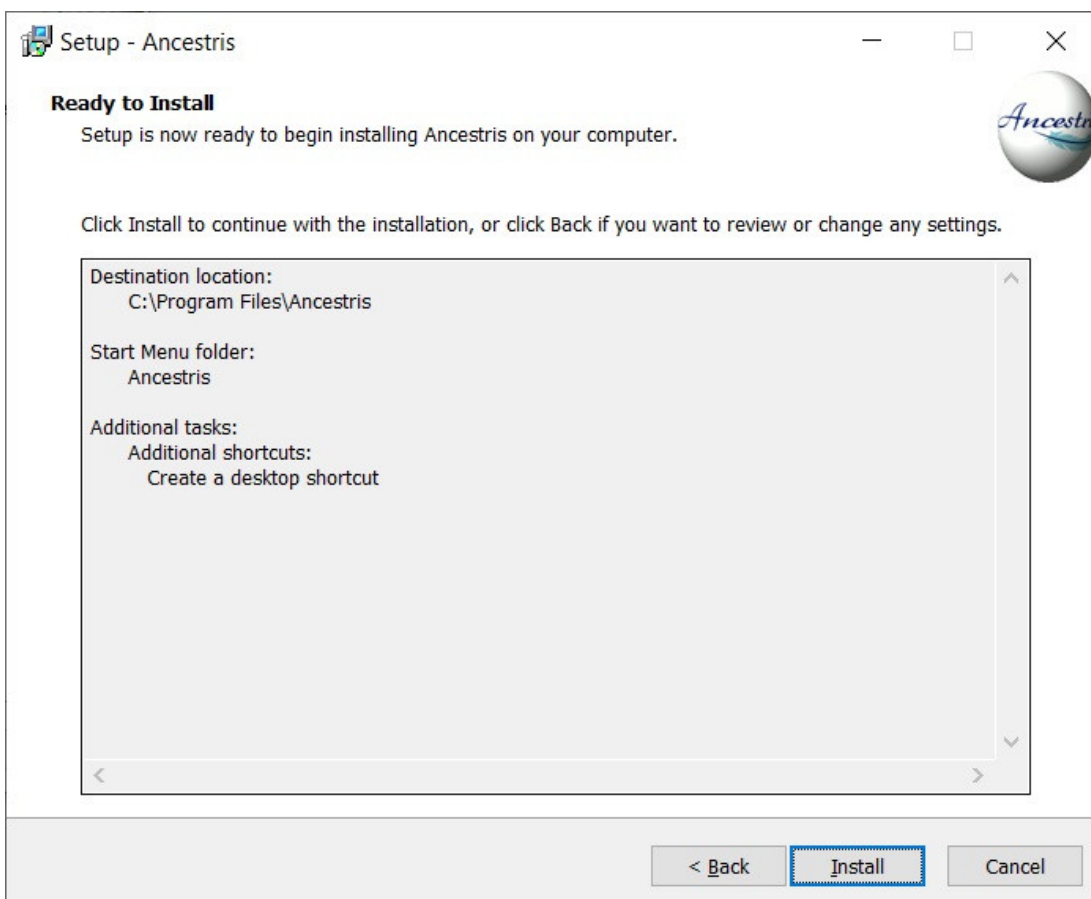 Setup - Ancestris
Ready to Install
Setup is now ready to begin installing Ancestris on your computer.
Ancestr
Click Install to continue with the installation, or click Back if you want to review or change any settings.
Destination location:
C:\Program Files\Ancestris
Start Menu folder:
Ancestris
Additional tasks:
Additional shortcuts:
Create a desktop shortcut
< Back
Install
Cancel